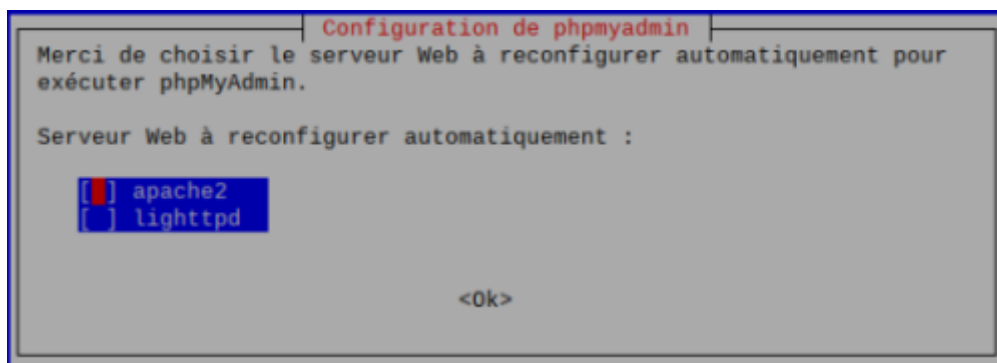 Configuration de phpmyadmin
Merci de choisir le serveur Web à reconfigurer automatiquement pour
exécuter phpMyAdmin.
Serveur Web à reconfigurer automatiquement :
[ ] apache2
[ ] lighttpd
<Ok>